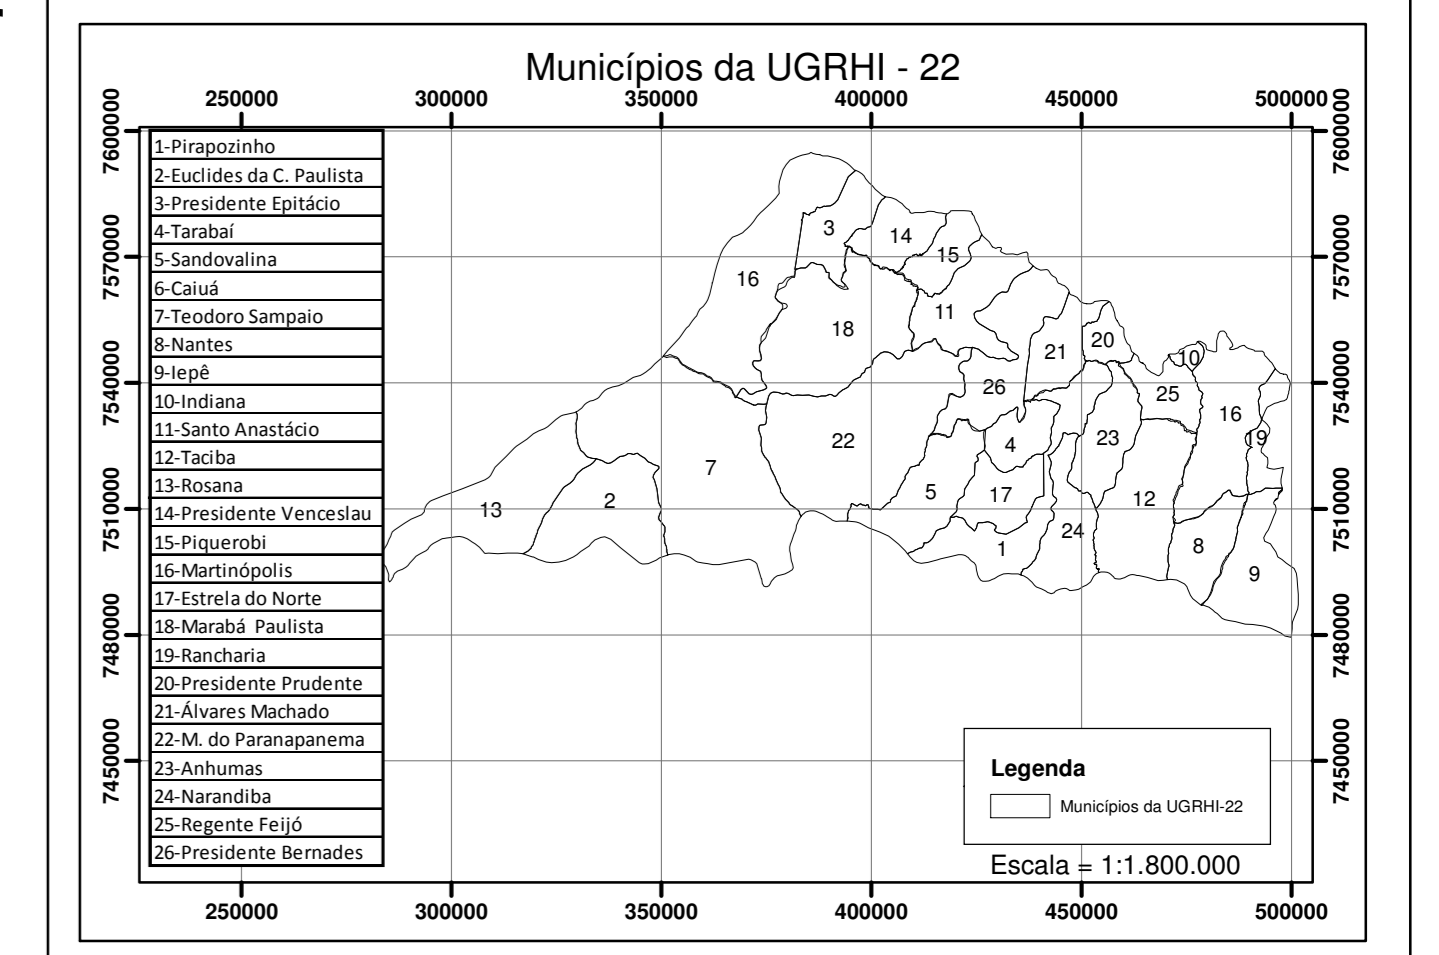 Municípios da UGRHI - 22
250000 300000 350000 400000 450000 500000
7600000 7600000
7570000 7570000
7540000 7540000
7510000 7510000
7480000 7480000
7450000 7450000
1-Pirapozinho
2-Euclides da C. Paulista
3-Presidente Epitácio
4-Tarabaí
5-Sandovalina
6-Caiuá
7-Teodoro Sampaio
8-Nantes
9-Iepê
10-Indiana
11-Santo Anastácio
12-Taciba
13-Rosana
14-Presidente Venceslau
15-Piquerobi
16-Martinópolis
17-Estrela do Norte
18-Marabá Paulista
19-Rancharia
20-Presidente Prudente
21-Álvares Machado
22-M. do Paranapanema
23-Anhumas
24-Narandiba
25-Regente Feijó
26-Presidente Bernades
3
14
15
16
11
18
20
21
10
26
25
16
22
4
23
19
7
5
17
12
2
13
24
1
8
9
Legenda
Municípios da UGRHI-22
Escala = 1:1.800.000
250000 300000 350000 400000 450000 500000